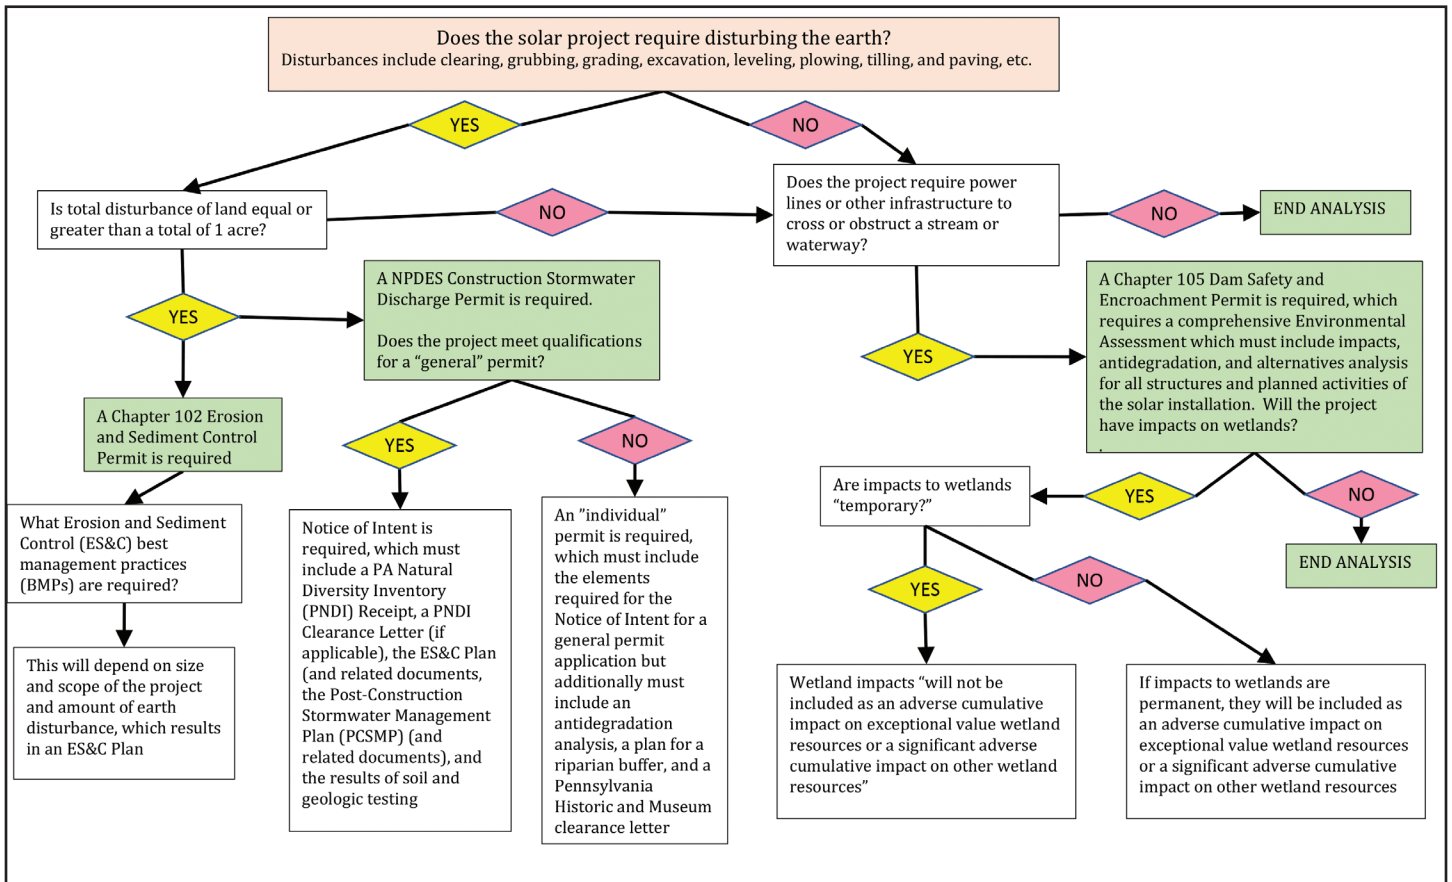 Does the solar project require disturbing the earth?
Disturbances include clearing, grubbing, grading, excavation, leveling, plowing, tilling, and paving, etc.
YES
NO
Is total disturbance of land equal or
greater than a total of 1 acre?
NO
Does the project require power
lines or other infrastructure to
cross or obstruct a stream or
waterway?
NO
END ANALYSIS
YES
A NPDES Construction Stormwater
Discharge Permit is required.
Does the project meet qualifications
for a “general” permit?
YES
A Chapter 105 Dam Safety and
Encroachment Permit is required, which
requires a comprehensive Environmental
Assessment which must include impacts,
antidegradation, and alternatives analysis
for all structures and planned activities of
the solar installation.  Will the project
have impacts on wetlands?
.
A Chapter 102 Erosion
and Sediment Control
Permit is required
YES
NO
Are impacts to wetlands
“temporary?”
YES
NO
END ANALYSIS
What Erosion and Sediment
Control (ES&C) best
management practices
(BMPs) are required?
This will depend on size
and scope of the project
and amount of earth
disturbance, which results
in an ES&C Plan
Notice of Intent is
required, which must
include a PA Natural
Diversity Inventory
(PNDI) Receipt, a PNDI
Clearance Letter (if
applicable), the ES&C Plan
(and related documents,
the Post-Construction
Stormwater Management
Plan (PCSMP) (and
related documents), and
the results of soil and
geologic testing
An ”individual”
permit is required,
which must include
the elements
required for the
Notice of Intent for a
general permit
application but
additionally must
include an
antidegradation
analysis, a plan for a
riparian buffer, and a
Pennsylvania
Historic and Museum
clearance letter
YES
NO
Wetland impacts “will not be
included as an adverse cumulative
impact on exceptional value wetland
resources or a significant adverse
cumulative impact on other wetland
resources”
If impacts to wetlands are
permanent, they will be included as
an adverse cumulative impact on
exceptional value wetland resources
or a significant adverse cumulative
impact on other wetland resources